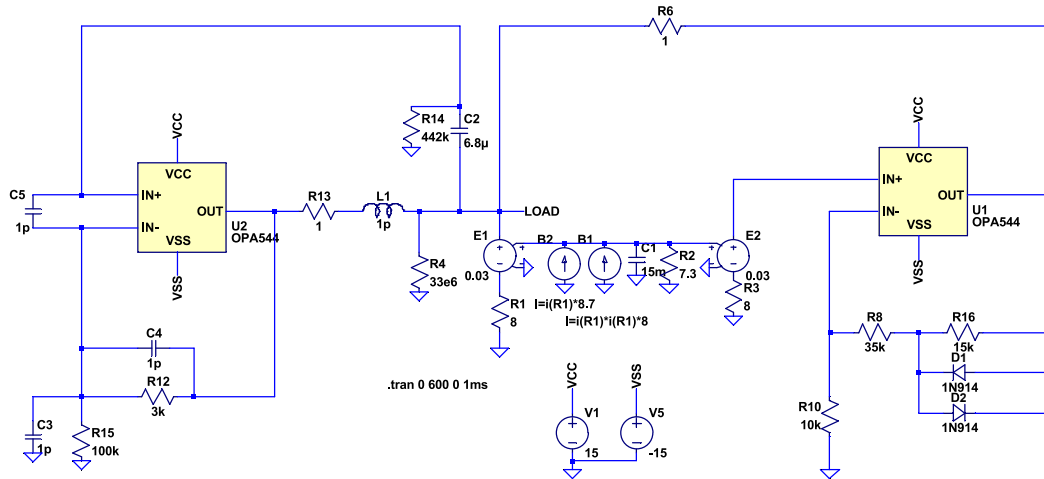 R6
1
R14
442k
C2
6.8µ
VCC
VCC
IN+
IN-
OUT
VSS
VSS
U2
OPA544
C5
1p
R13
1
L1
1p
LOAD
R4
33e6
E1
0.03
B2
B1
C1
15m
R2
7.3
E2
0.03
R1
8
R3
8
I=i(R1)*8.7
I=i(R1)*i(R1)*8
VCC
VCC
IN+
IN-
OUT
VSS
VSS
U1
OPA544
R8
35k
R16
15k
D1
1N914
D2
1N914
R10
10k
C4
1p
R12
3k
C3
1p
R15
100k
.tran 0 600 0 1ms
VCC
VSS
V1
15
V5
-15